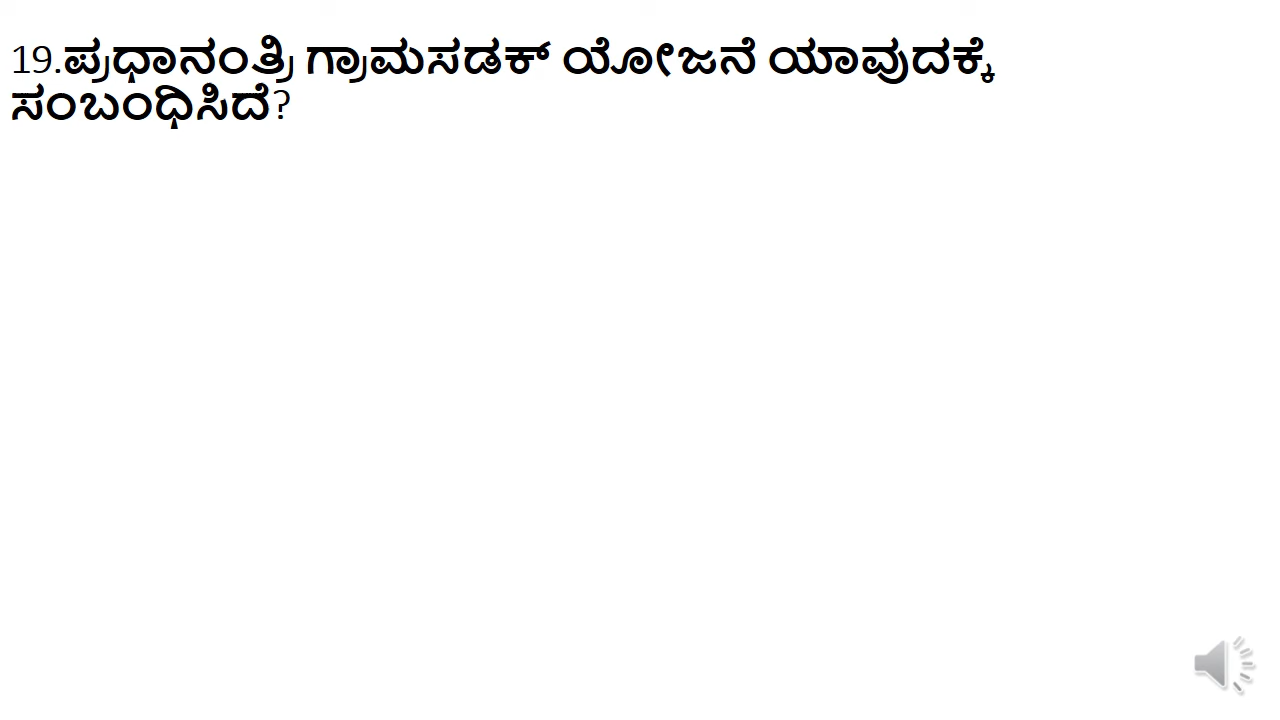 19.ಪ್ರಧಾನಂತ್ರಿ ಗ್ರಾಮಸಡಕ್ ಯೋಜನೆ ಯಾವುದಕ್ಕೆ
ಸಂಬಂಧಿಸಿದೆ?